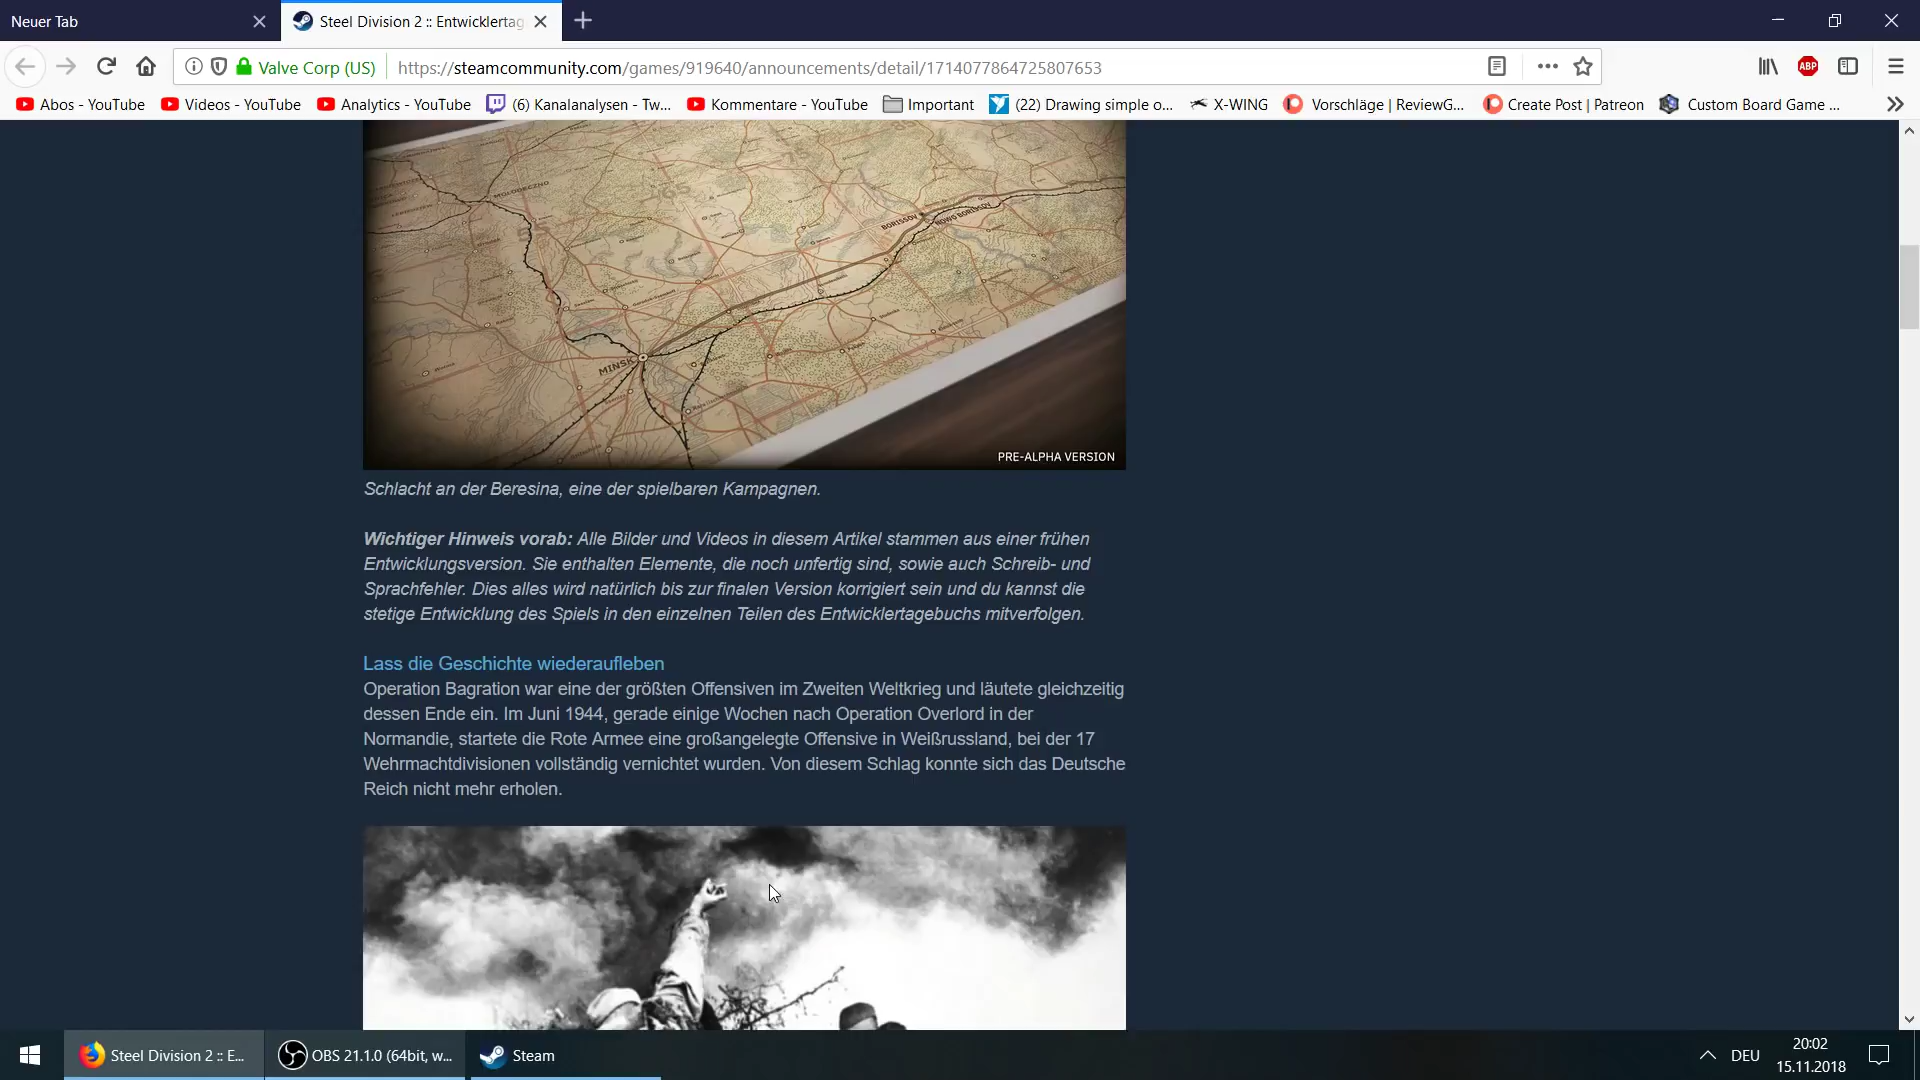 Neuer Tab
Steel Division 2 :: Entwicklertag
Valve Corp (US)
https://steamcommunity.com/games/919640/announcements/detail/1714077864725807653
Abos - YouTube
Videos - YouTube
Analytics - YouTube
(6) Kanalanalysen - Tw...
Kommentare - YouTube
Important
(22) Drawing simple o...
X-WING
Vorschläge | ReviewG...
Create Post | Patreon
Custom Board Game ...
ABP
MOLODECZNO
BORISSOV
NOWO BORISSOV
MINSK
PRE-ALPHA VERSION
Schlacht an der Beresina, eine der spielbaren Kampagnen.
Wichtiger Hinweis vorab: Alle Bilder und Videos in diesem Artikel stammen aus einer frühen
Entwicklungsversion. Sie enthalten Elemente, die noch unfertig sind, sowie auch Schreib- und
Sprachfehler. Dies alles wird natürlich bis zur finalen Version korrigiert sein und du kannst die
stetige Entwicklung des Spiels in den einzelnen Teilen des Entwicklertagebuchs mitverfolgen.
Lass die Geschichte wiederaufleben
Operation Bagration war eine der größten Offensiven im Zweiten Weltkrieg und läutete gleichzeitig
dessen Ende ein. Im Juni 1944, gerade einige Wochen nach Operation Overlord in der
Normandie, startete die Rote Armee eine großangelegte Offensive in Weißrussland, bei der 17
Wehrmachtdivisionen vollständig vernichtet wurden. Von diesem Schlag konnte sich das Deutsche
Reich nicht mehr erholen.
Steel Division 2 :: E...
OBS 21.1.0 (64bit, w...
Steam
DEU
20:02
15.11.2018